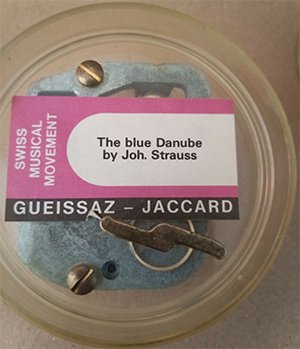 SWISS
MUSICAL
MOVEMENT
The blue Danube
by Joh. Strauss
GUEISSAZ – JACCARD